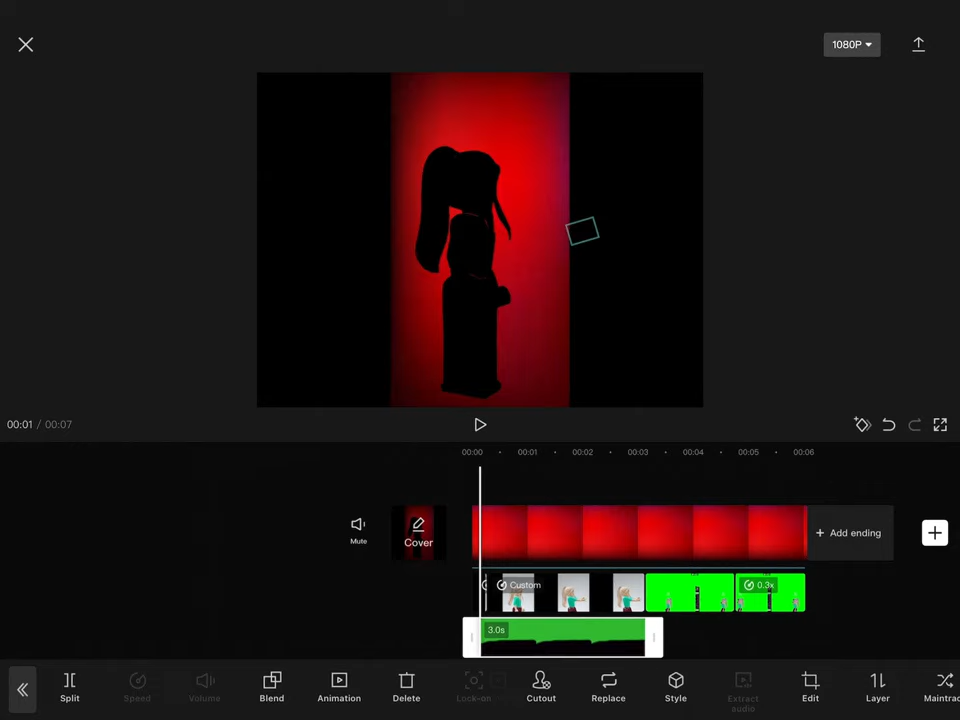 1080P
00:01 / 00:07
00:00 00:01 00:02 00:03 00:04 00:05 00:06
Mute
Cover
+ Add ending
Custom
0.3x
3.0s
Split
Speed
Volume
Blend
Animation
Delete
Lock-on
Cutout
Replace
Style
Extract
audio
Edit
Layer
Maintrac